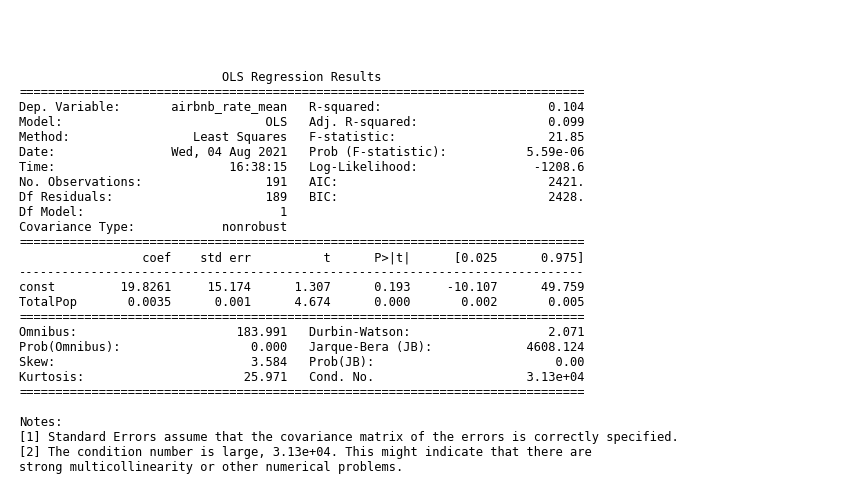 OLS Regression Results
==============================================================================
Dep. Variable:       airbnb_rate_mean   R-squared:                       0.104
Model:                            OLS   Adj. R-squared:                  0.099
Method:                 Least Squares   F-statistic:                     21.85
Date:                Wed, 04 Aug 2021   Prob (F-statistic):           5.59e-06
Time:                        16:38:15   Log-Likelihood:                -1208.6
No. Observations:                 191   AIC:                             2421.
Df Residuals:                     189   BIC:                             2428.
Df Model:                           1
Covariance Type:            nonrobust
==============================================================================
                 coef    std err          t      P>|t|      [0.025      0.975]
------------------------------------------------------------------------------
const         19.8261     15.174      1.307      0.193     -10.107      49.759
TotalPop       0.0035      0.001      4.674      0.000       0.002       0.005
==============================================================================
Omnibus:                      183.991   Durbin-Watson:                   2.071
Prob(Omnibus):                  0.000   Jarque-Bera (JB):             4608.124
Skew:                           3.584   Prob(JB):                         0.00
Kurtosis:                      25.971   Cond. No.                     3.13e+04
==============================================================================

Notes:
[1] Standard Errors assume that the covariance matrix of the errors is correctly specified.
[2] The condition number is large, 3.13e+04. This might indicate that there are
strong multicollinearity or other numerical problems.